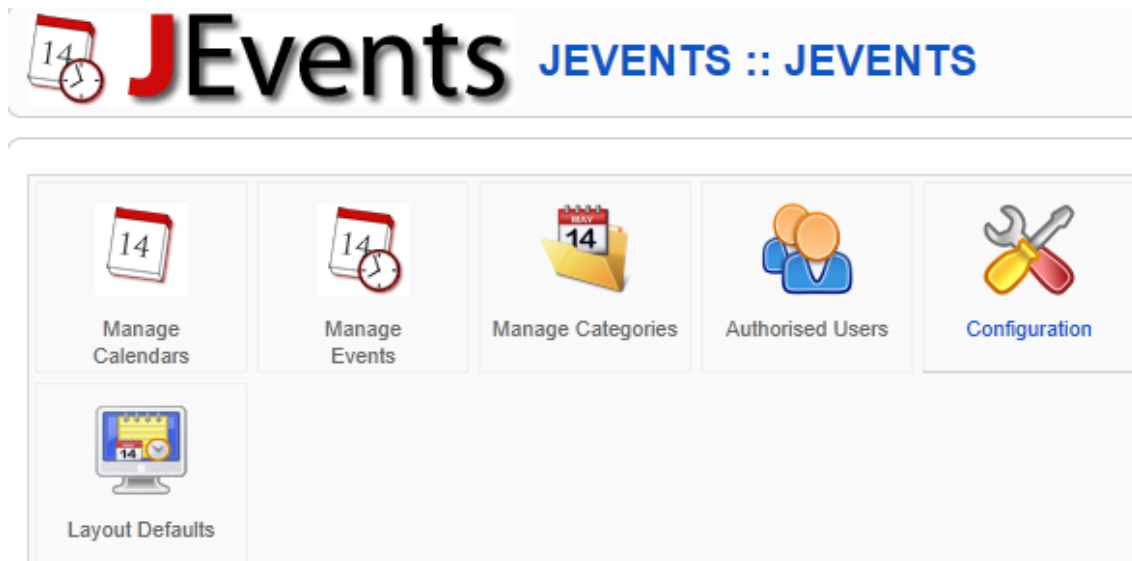 14
JEvents
JEVENTS :: JEVENTS
14
14
MAY
14
Manage
Calendars
Manage
Events
Manage Categories
Authorised Users
Configuration
14
Layout Defaults